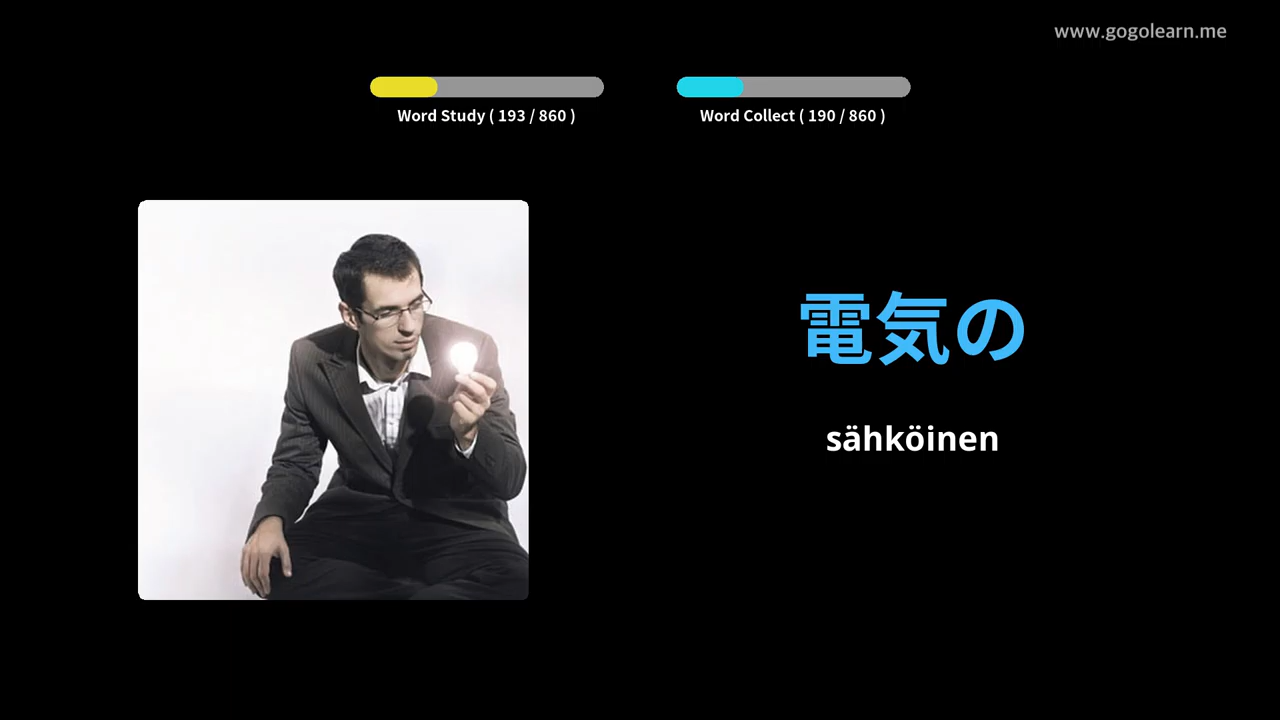 www.gogolearn.me
Word Study ( 193 / 860 )
Word Collect ( 190 / 860 )
電気の
sähköinen